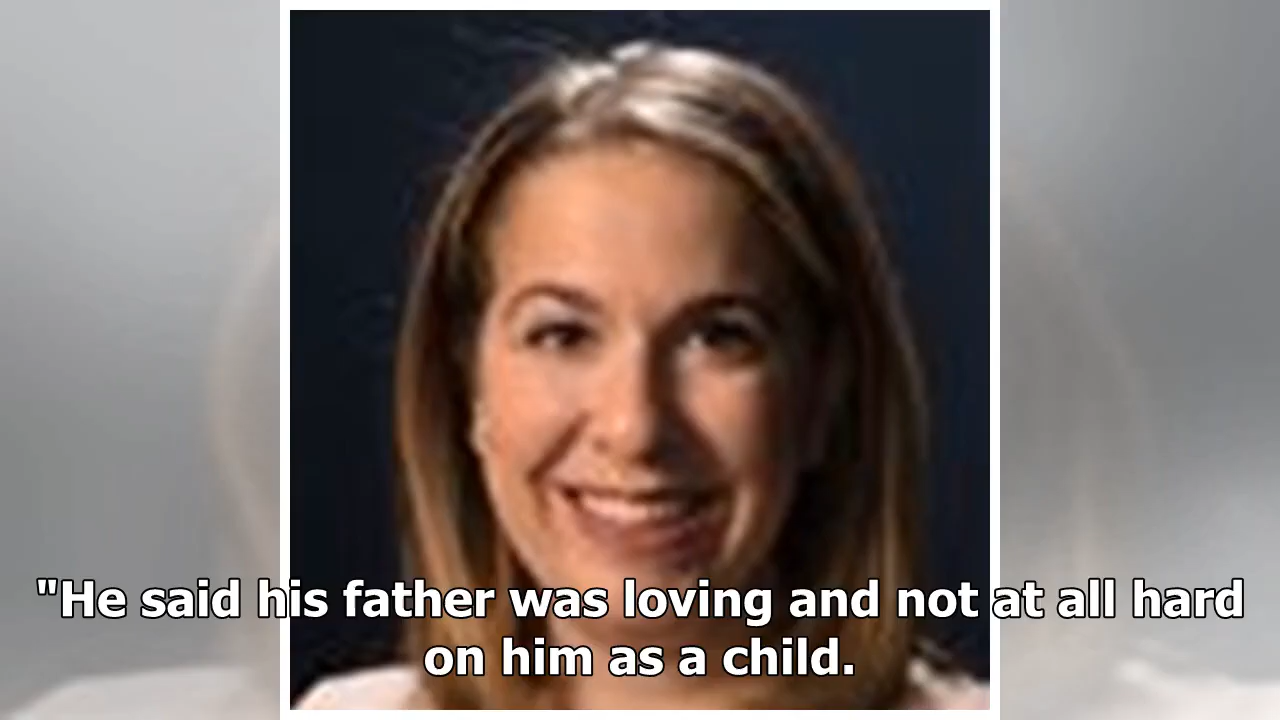 "He said his father was loving and not at all hard
on him as a child.